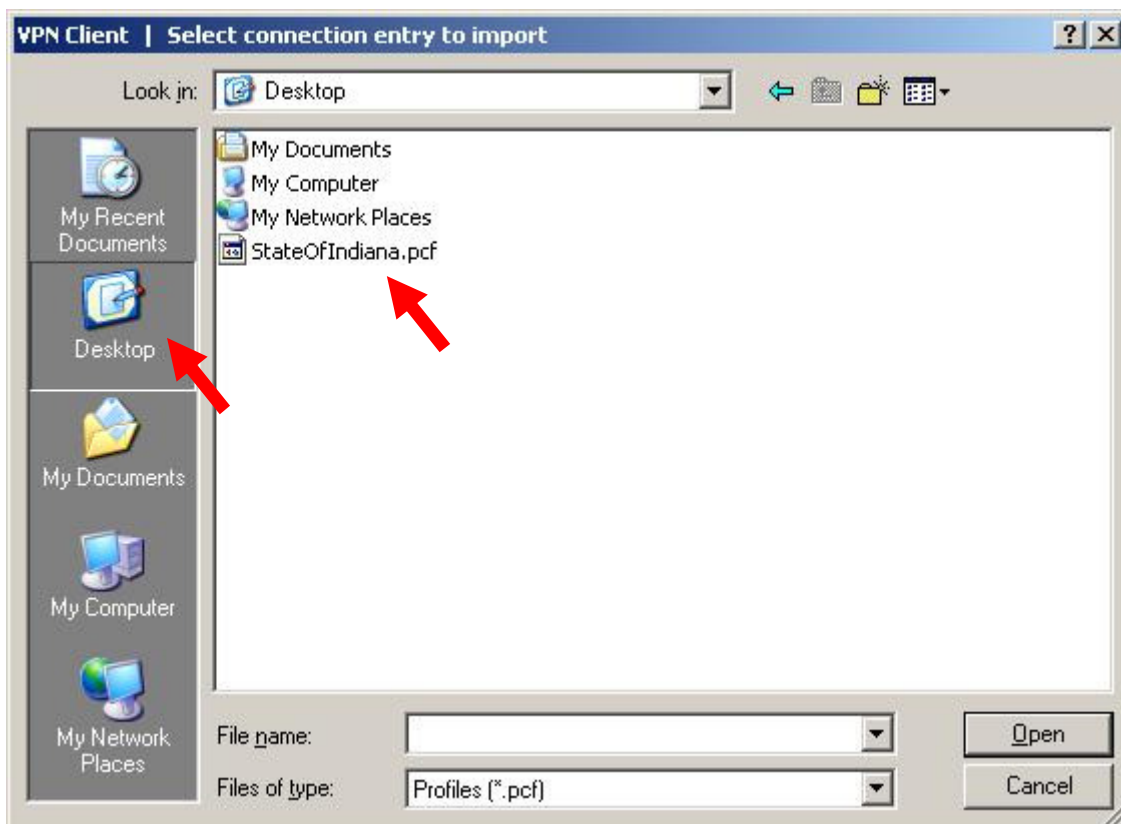 VPN Client | Select connection entry to import
Look in:
Desktop
My Documents
My Computer
My Network Places
StateOfIndiana.pcf
My Recent
Documents
Desktop
My Documents
My Computer
My Network
Places
File name:
Open
Files of type:
Profiles (*.pcf)
Cancel